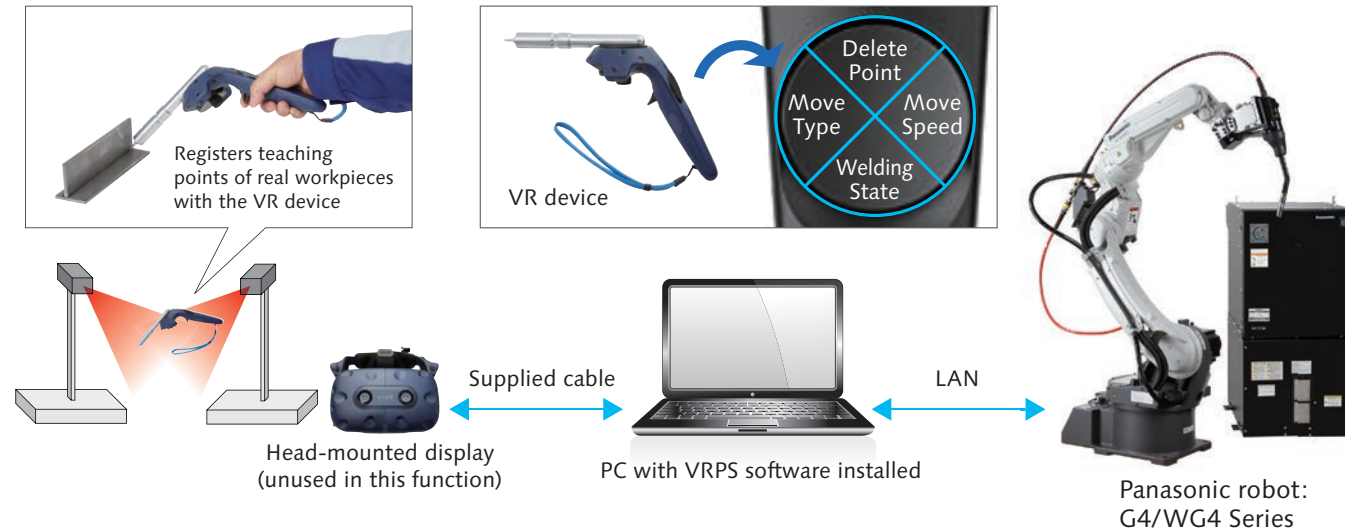 Registers teaching
points of real workpieces
with the VR device
VR device
Delete
Point
Move
Type
Move
Speed
Welding
State
Supplied cable
LAN
Head-mounted display
(unused in this function)
PC with VRPS software installed
Panasonic
Panasonic robot:
G4/WG4 Series